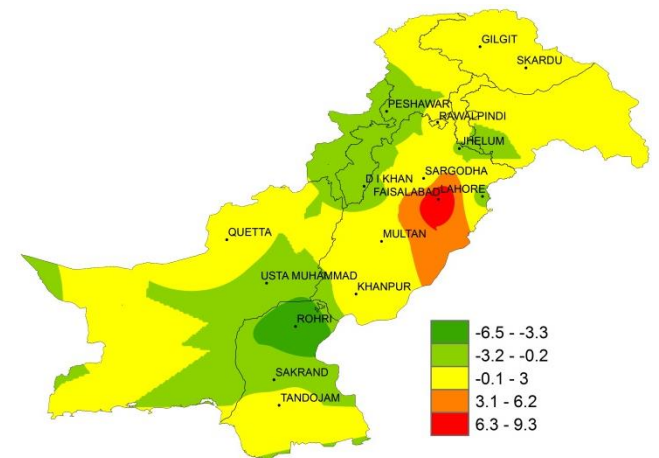 GILGIT
SKARDU
PESHAWAR
RAWALPINDI
JHELUM
SARGODHA
D I KHAN
FAISALABAD
LAHORE
QUETTA
MULTAN
USTA MUHAMMAD
KHANPUR
ROHRI
SAKRAND
TANDOJAM
-6.5 - -3.3
-3.2 - -0.2
-0.1 - 3
3.1 - 6.2
6.3 - 9.3